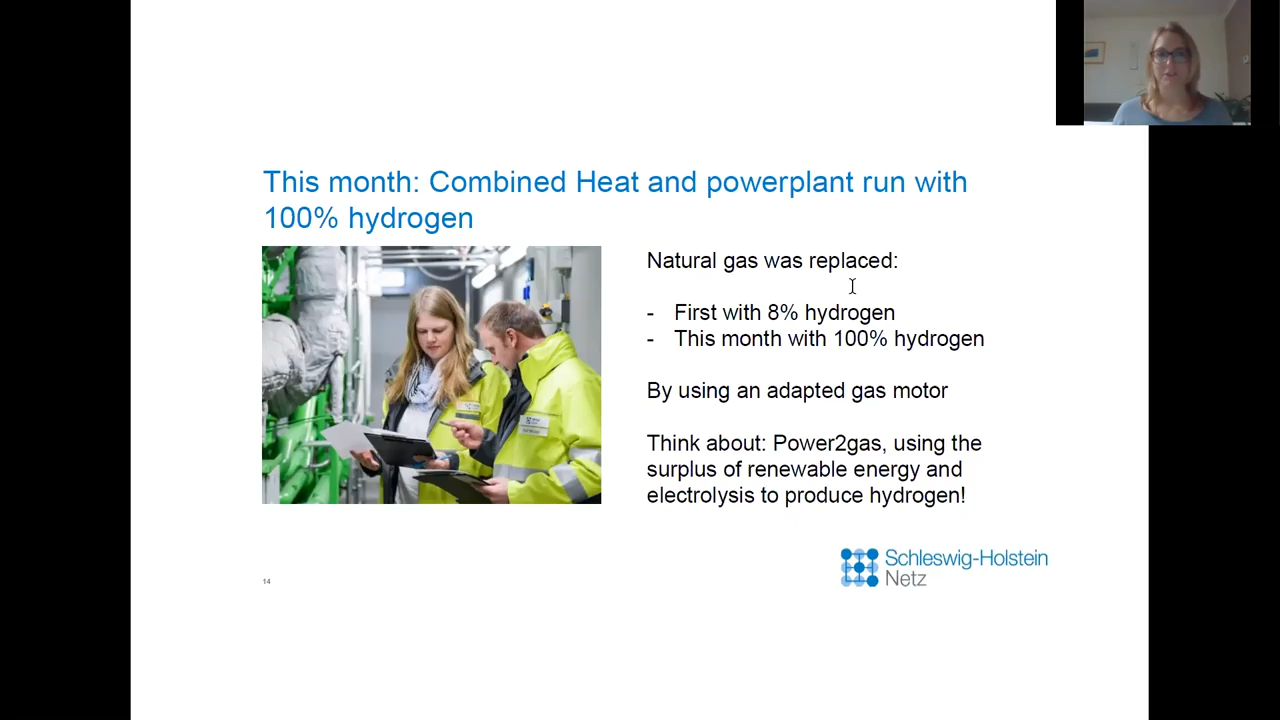 This month: Combined Heat and powerplant run with
100% hydrogen
Natural gas was replaced:
- First with 8% hydrogen
- This month with 100% hydrogen
By using an adapted gas motor
Think about: Power2gas, using the
surplus of renewable energy and
electrolysis to produce hydrogen!
Schleswig-Holstein
Netz
14